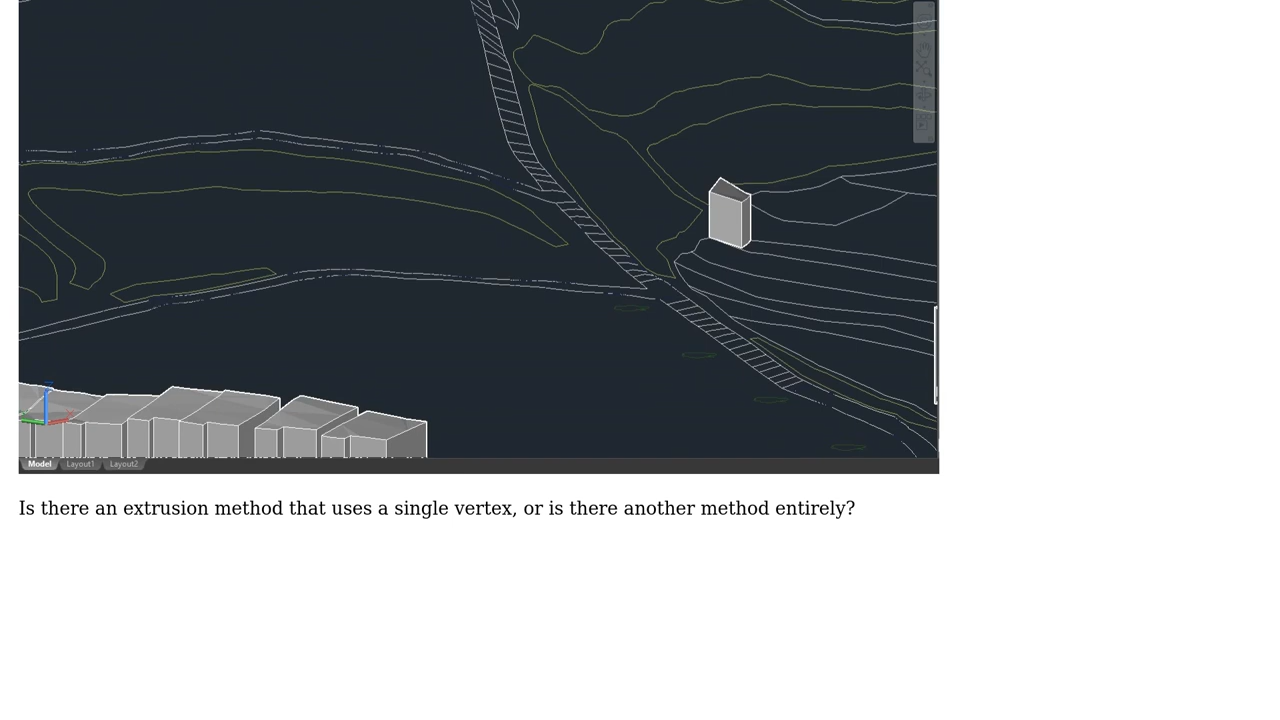 Model Layout1 Layout2
Is there an extrusion method that uses a single vertex, or is there another method entirely?